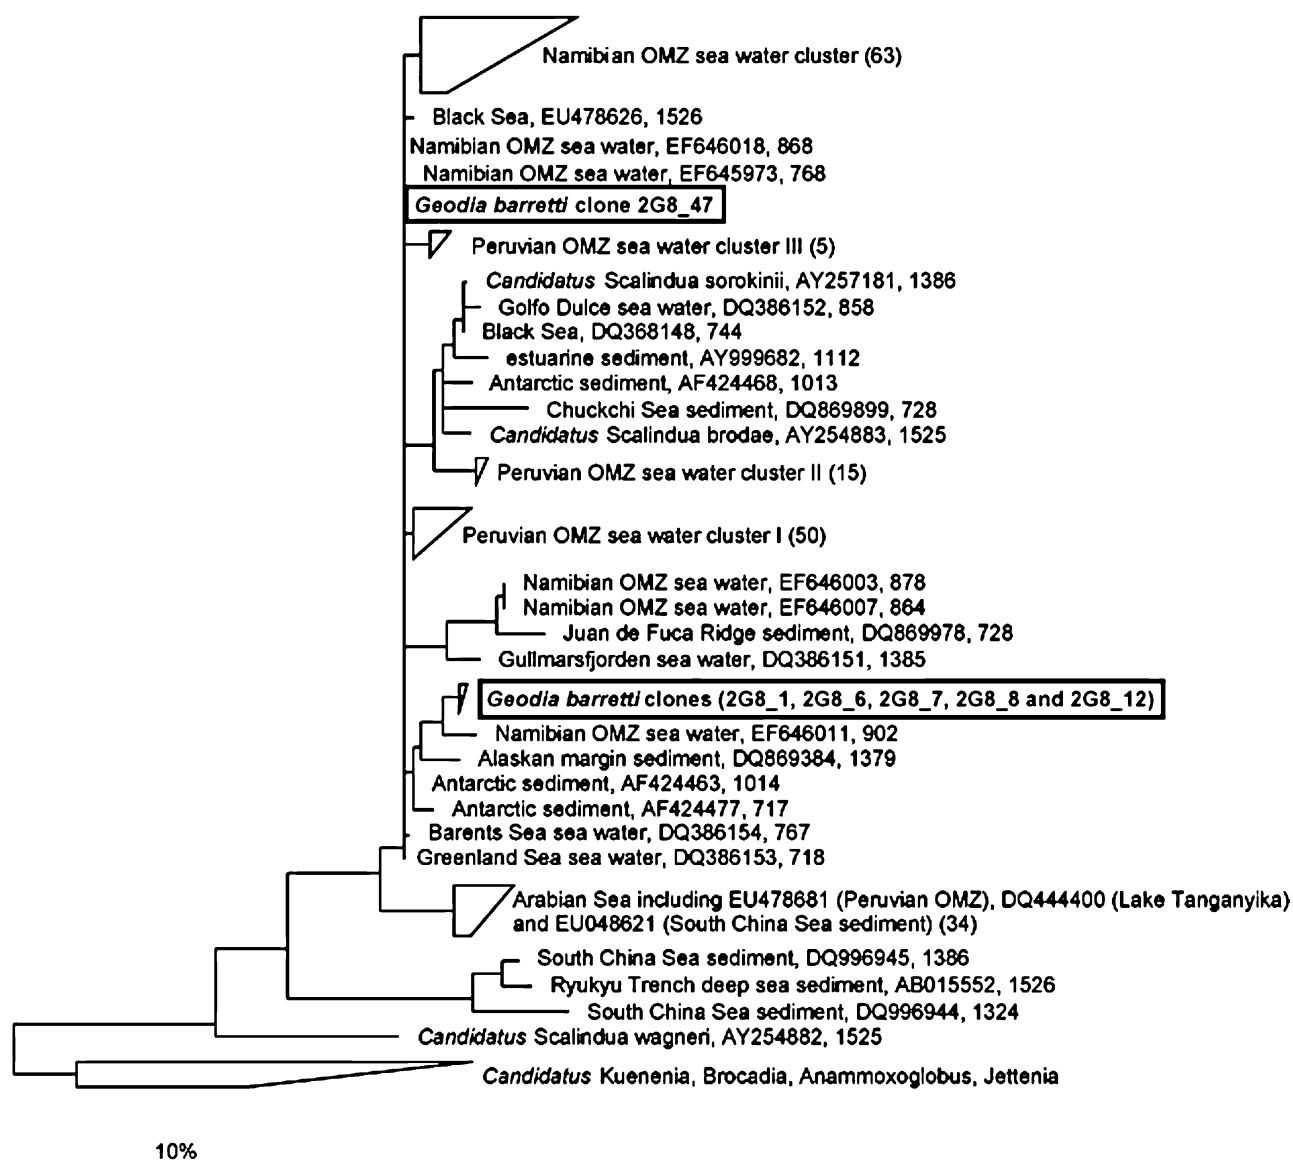 Namibian OMZ sea water cluster (63)
Black Sea, EU478626, 1526
Namibian OMZ sea water, EF646018, 868
Namibian OMZ sea water, EF645973, 768
Geodia barretti clone 2G8_47
Peruvian OMZ sea water cluster III (5)
Candidatus Scalindua sorokinii, AY257181, 1386
Golfo Dulce sea water, DQ386152, 858
Black Sea, DQ368148, 744
estuarine sediment, AY999682, 1112
Antarctic sediment, AF424468, 1013
Chuckchi Sea sediment, DQ869899, 728
Candidatus Scalindua brodae, AY254883, 1525
Peruvian OMZ sea water cluster II (15)
Peruvian OMZ sea water cluster I (50)
Namibian OMZ sea water, EF646003, 878
Namibian OMZ sea water, EF646007, 864
Juan de Fuca Ridge sediment, DQ869978, 728
Gullmarsfjorden sea water, DQ386151, 1385
Geodia barretti clones (2G8_1, 2G8_6, 2G8_7, 2G8_8 and 2G8_12)
Namibian OMZ sea water, EF646011, 902
Alaskan margin sediment, DQ869384, 1379
Antarctic sediment, AF424463, 1014
Antarctic sediment, AF424477, 717
Barents Sea sea water, DQ386154, 767
Greenland Sea sea water, DQ386153, 718
Arabian Sea including EU478681 (Peruvian OMZ), DQ444400 (Lake Tanganyika)
and EU048621 (South China Sea sediment) (34)
South China Sea sediment, DQ996945, 1386
Ryukyu Trench deep sea sediment, AB015552, 1526
South China Sea sediment, DQ996944, 1324
Candidatus Scalindua wagneri, AY254882, 1525
Candidatus Kuenenia, Brocadia, Anammoxoglobus, Jettenia
10%